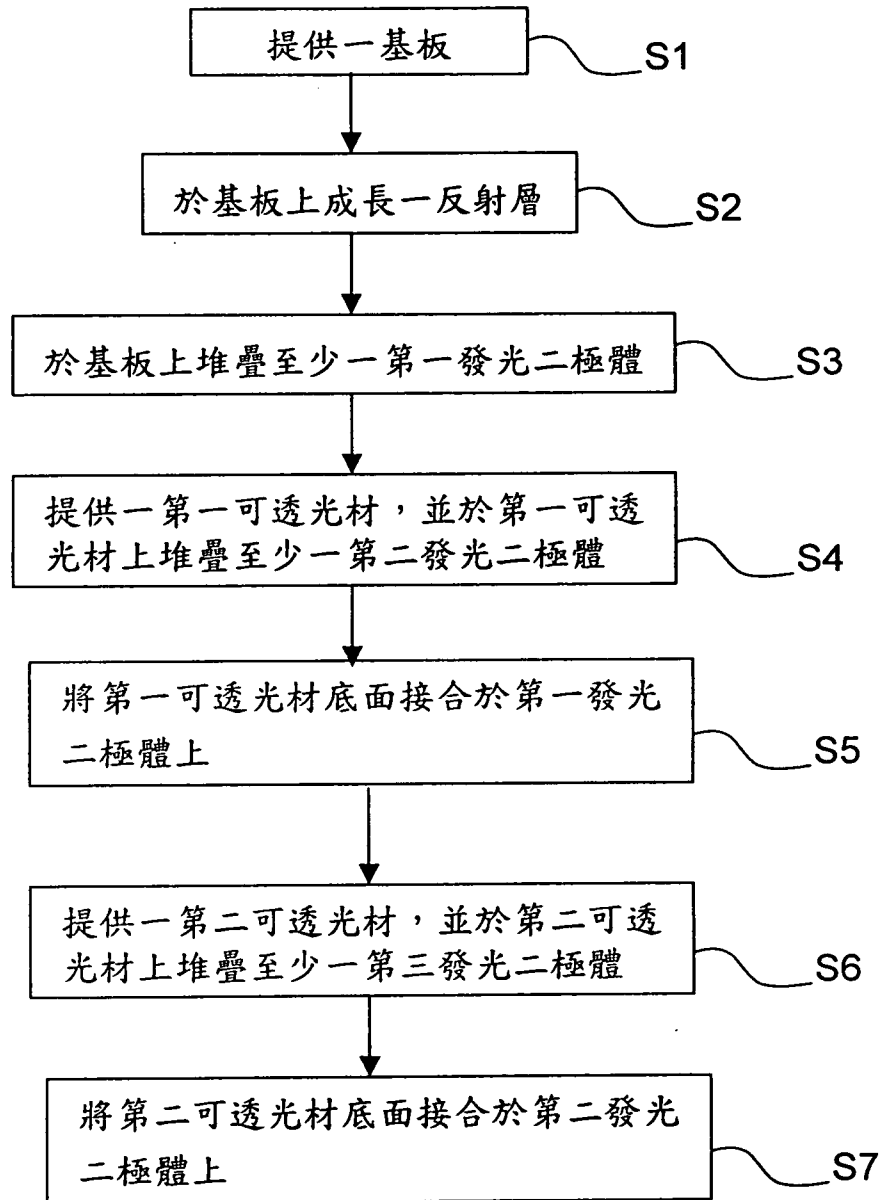 提供一基板
S1
於基板上成長一反射層
S2
於基板上堆疊至少一第一發光二極體
S3
提供一第一可透光材，並於第一可透
光材上堆疊至少一第二發光二極體
S4
將第一可透光材底面接合於第一發光
二極體上
S5
提供一第二可透光材，並於第二可透
光材上堆疊至少一第三發光二極體
S6
將第二可透光材底面接合於第二發光
二極體上
S7